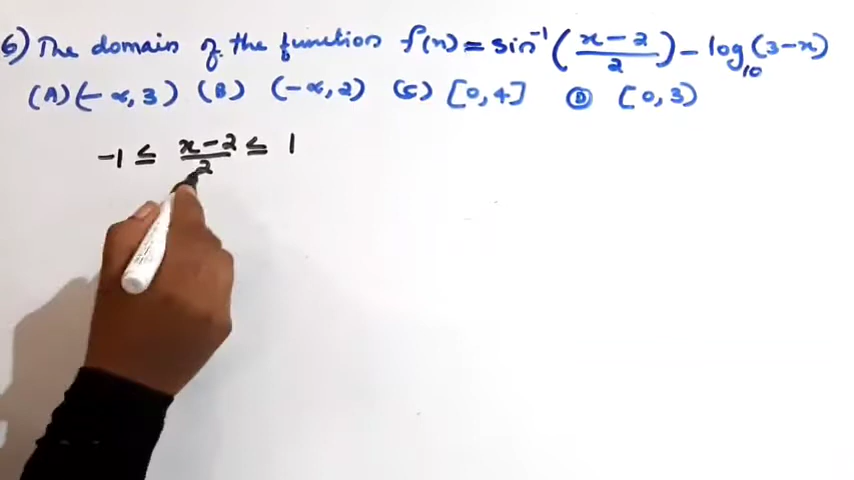 6) The domain of the function f(x) = sin⁻¹ (x-2/2) - log₁₀ (3-x)
(A) (-∞, 3) (B) (-∞, 2) (C) [0, 4] (D) [0, 3)
-1 ≤ x-2/2 ≤ 1